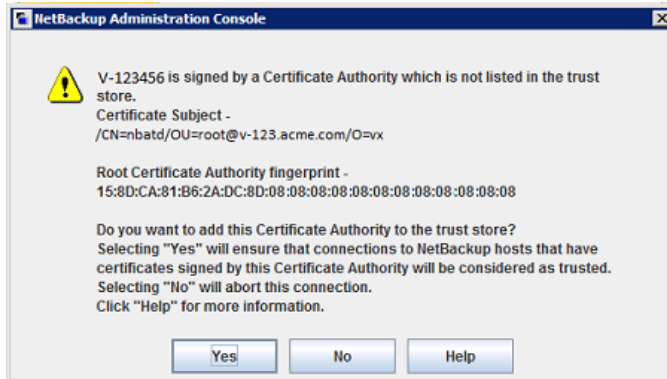 NetBackup Administration Console
V-123456 is signed by a Certificate Authority which is not listed in the trust
store.
Certificate Subject -
/CN=nbatd/OU=root@v-123.acme.com/O=vx
Root Certificate Authority fingerprint -
15:8D:CA:81:B6:2A:DC:8D:08:08:08:08:08:08:08:08:08:08:08:08
Do you want to add this Certificate Authority to the trust store?
Selecting "Yes" will ensure that connections to NetBackup hosts that have
certificates signed by this Certificate Authority will be considered as trusted.
Selecting "No" will abort this connection.
Click "Help" for more information.
Yes No Help